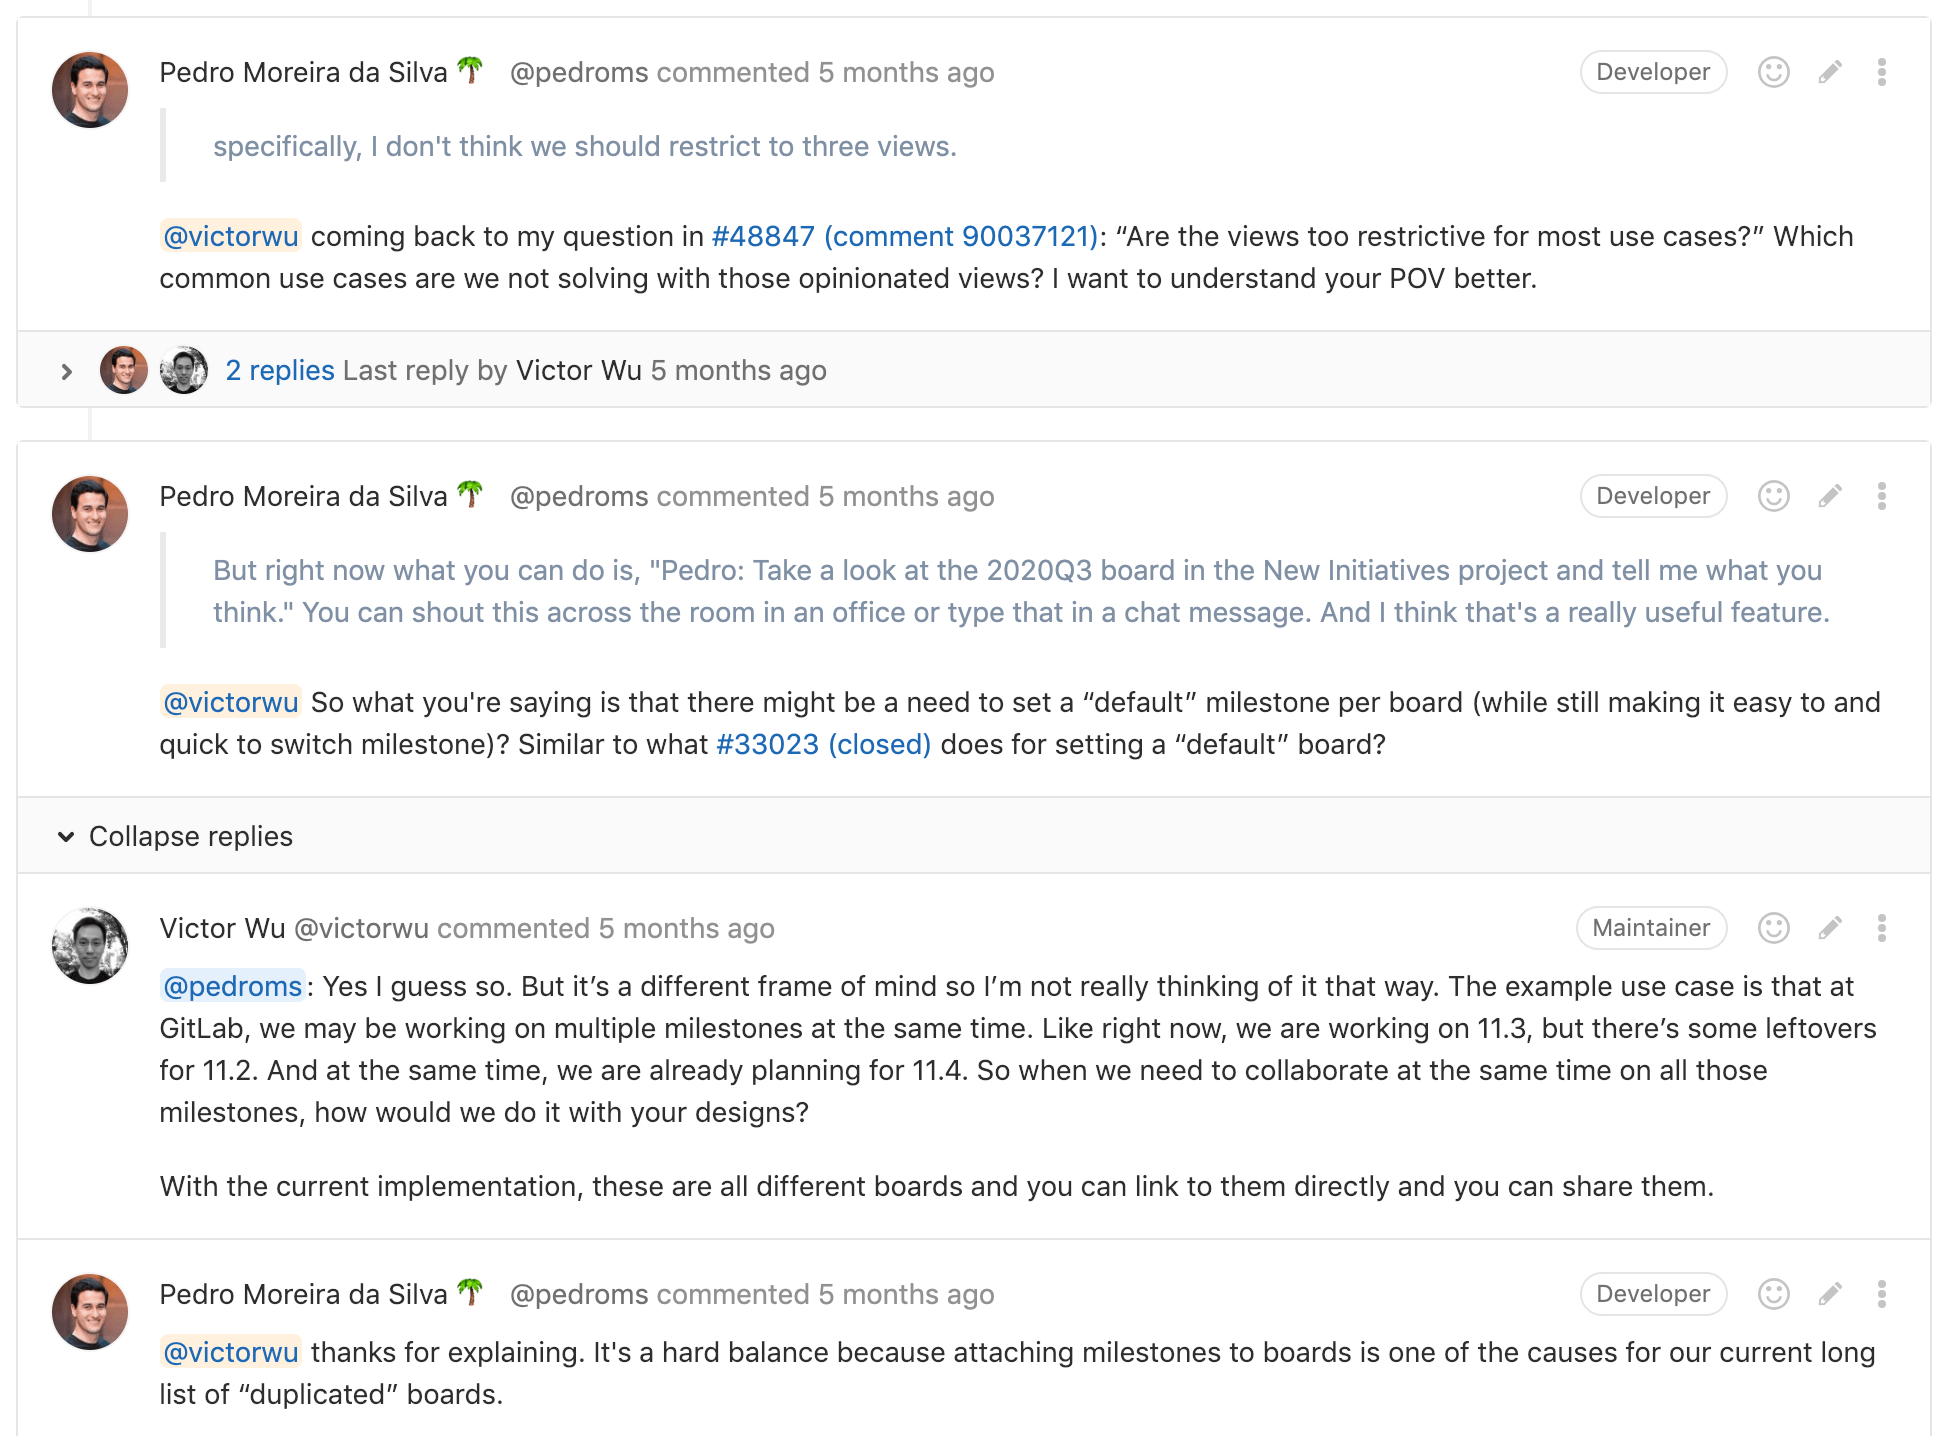 Pedro Moreira da Silva 🌴 @pedroms commented 5 months ago
Developer
specifically, I don't think we should restrict to three views.
@victorwu coming back to my question in #48847 (comment 90037121): “Are the views too restrictive for most use cases?” Which
common use cases are we not solving with those opinionated views? I want to understand your POV better.
2 replies Last reply by Victor Wu 5 months ago
Pedro Moreira da Silva 🌴 @pedroms commented 5 months ago
Developer
But right now what you can do is, "Pedro: Take a look at the 2020Q3 board in the New Initiatives project and tell me what you
think." You can shout this across the room in an office or type that in a chat message. And I think that's a really useful feature.
@victorwu So what you're saying is that there might be a need to set a “default” milestone per board (while still making it easy to and
quick to switch milestone)? Similar to what #33023 (closed) does for setting a “default” board?
Collapse replies
Victor Wu @victorwu commented 5 months ago
Maintainer
@pedroms: Yes I guess so. But it’s a different frame of mind so I’m not really thinking of it that way. The example use case is that at
GitLab, we may be working on multiple milestones at the same time. Like right now, we are working on 11.3, but there’s some leftovers
for 11.2. And at the same time, we are already planning for 11.4. So when we need to collaborate at the same time on all those
milestones, how would we do it with your designs?
With the current implementation, these are all different boards and you can link to them directly and you can share them.
Pedro Moreira da Silva 🌴 @pedroms commented 5 months ago
Developer
@victorwu thanks for explaining. It's a hard balance because attaching milestones to boards is one of the causes for our current long
list of “duplicated” boards.